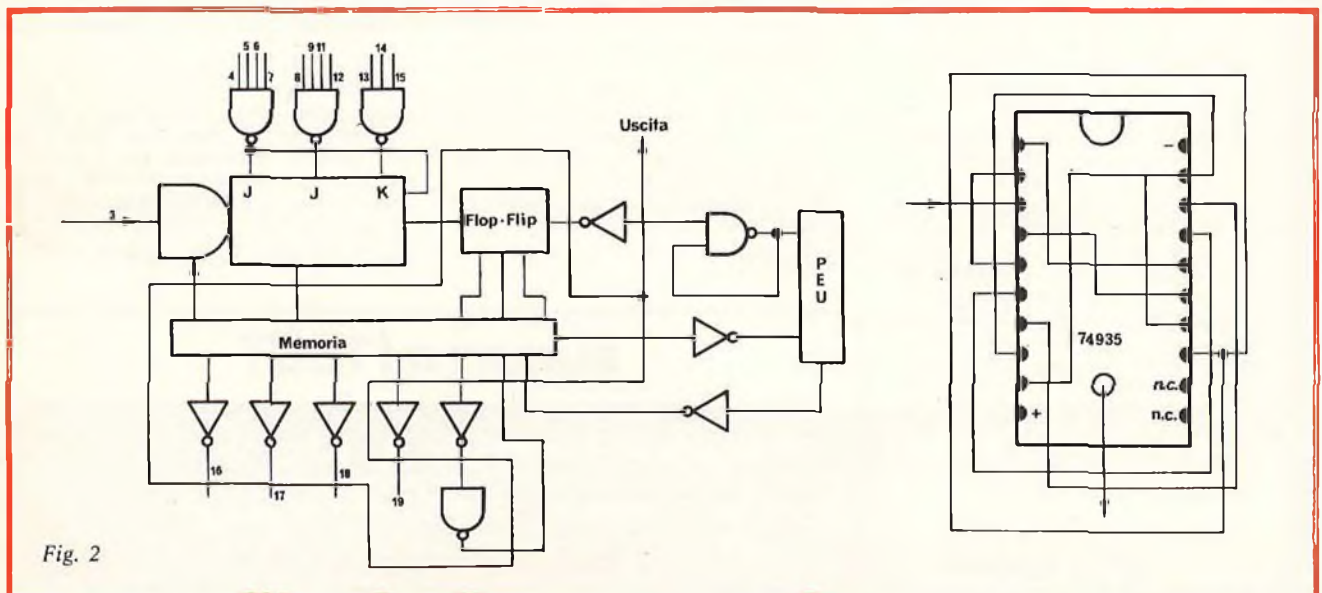 5 6
4 7
9 11
8 12
14
13 15
Uscita
J J K
3
Flop·Flip
P
E
U
Memoria
16
17
18
19
−
74935
n.c.
+ n.c.
Fig. 2